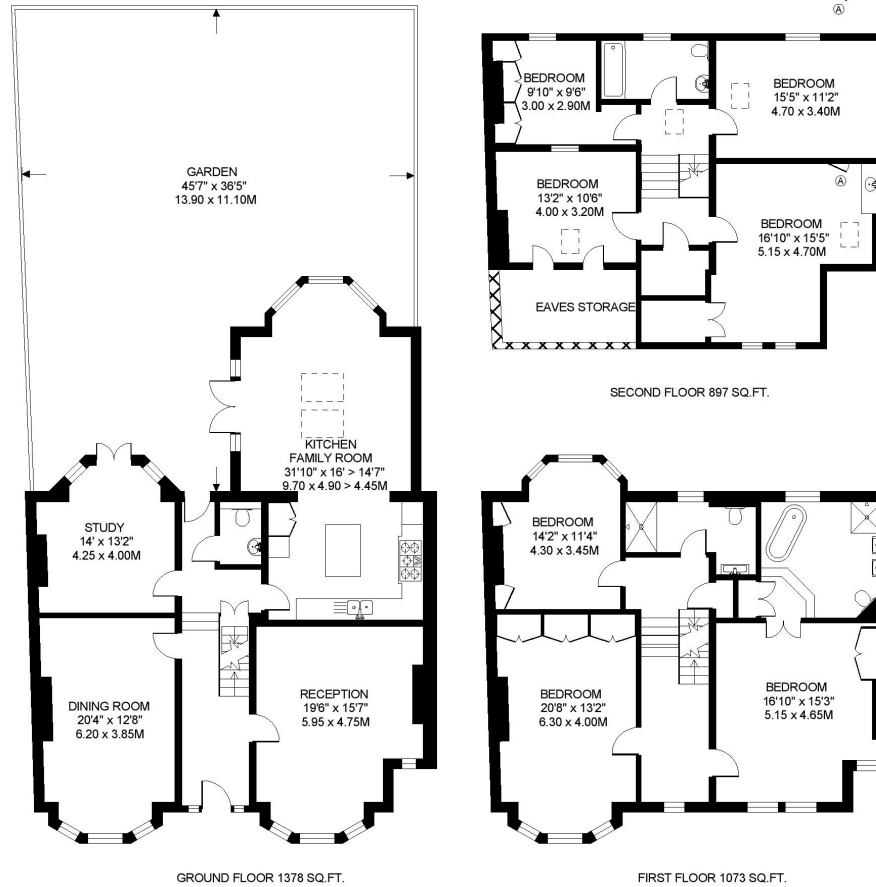 GARDEN
45'7" x 36'5"
13.90 x 11.10M
KITCHEN
FAMILY ROOM
31'10" x 16' > 14'7"
9.70 x 4.90 > 4.45M
STUDY
14' x 13'2"
4.25 x 4.00M
DINING ROOM
20'4" x 12'8"
6.20 x 3.85M
RECEPTION
19'6" x 15'7"
5.95 x 4.75M
GROUND FLOOR 1378 SQ.FT.
A
BEDROOM
9'10" x 9'6"
3.00 x 2.90M
BEDROOM
15'5" x 11'2"
4.70 x 3.40M
BEDROOM
13'2" x 10'6"
4.00 x 3.20M
A
BEDROOM
16'10" x 15'5"
5.15 x 4.70M
EAVES STORAGE
SECOND FLOOR 897 SQ.FT.
BEDROOM
14'2" x 11'4"
4.30 x 3.45M
BEDROOM
20'8" x 13'2"
6.30 x 4.00M
BEDROOM
16'10" x 15'3"
5.15 x 4.65M
FIRST FLOOR 1073 SQ.FT.